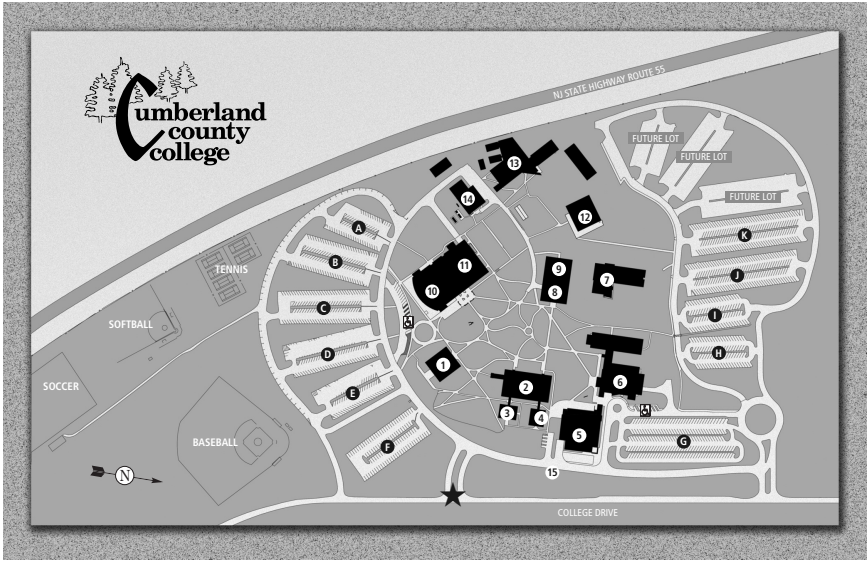 Cumberland
county
college
NJ STATE HIGHWAY ROUTE 55
FUTURE LOT
FUTURE LOT
FUTURE LOT
13
14
12
A
K
B
TENNIS
11
9
J
7
10
8
C
I
SOFTBALL
D
H
1
SOCCER
6
E
2
3
4
5
BASEBALL
F
G
15
N
COLLEGE DRIVE